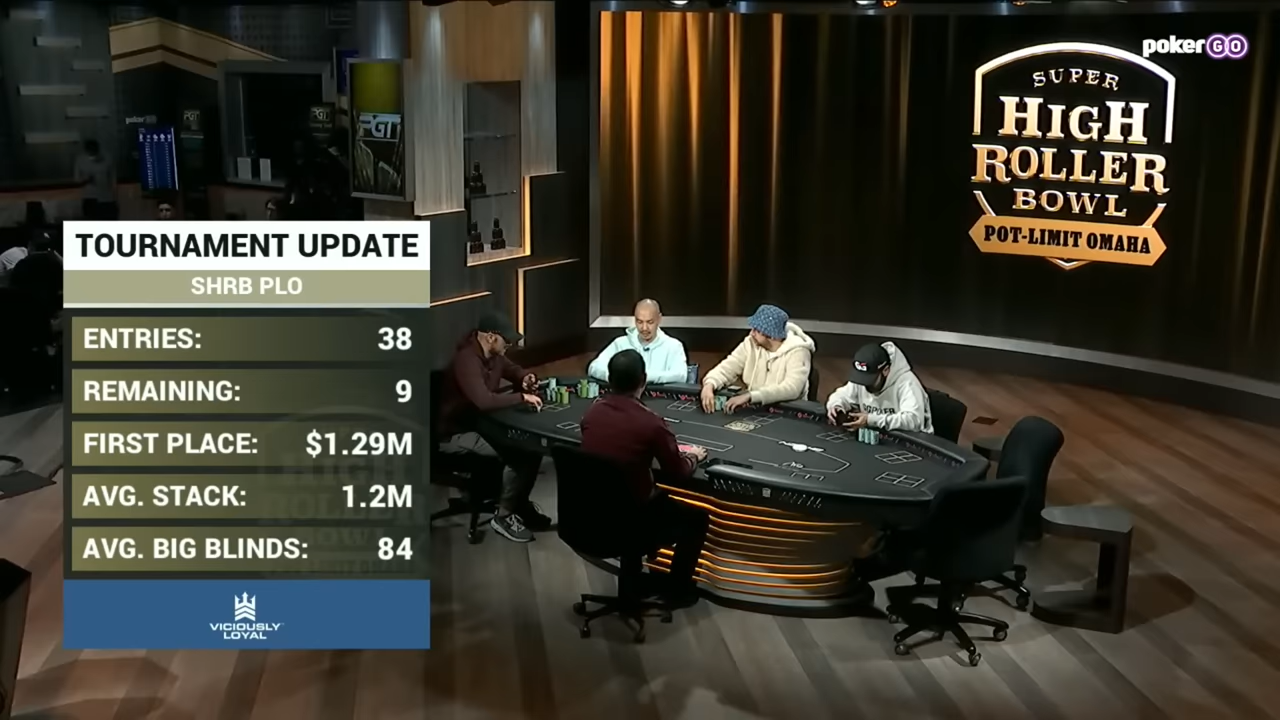 pokerGO
SUPER
HIGH
ROLLER
BOWL
POT-LIMIT OMAHA
PGT
TOURNAMENT UPDATE
SHRB PLO
ENTRIES: 38
REMAINING: 9
FIRST PLACE: $1.29M
AVG. STACK: 1.2M
AVG. BIG BLINDS: 84
VICIOUSLY
LOYAL